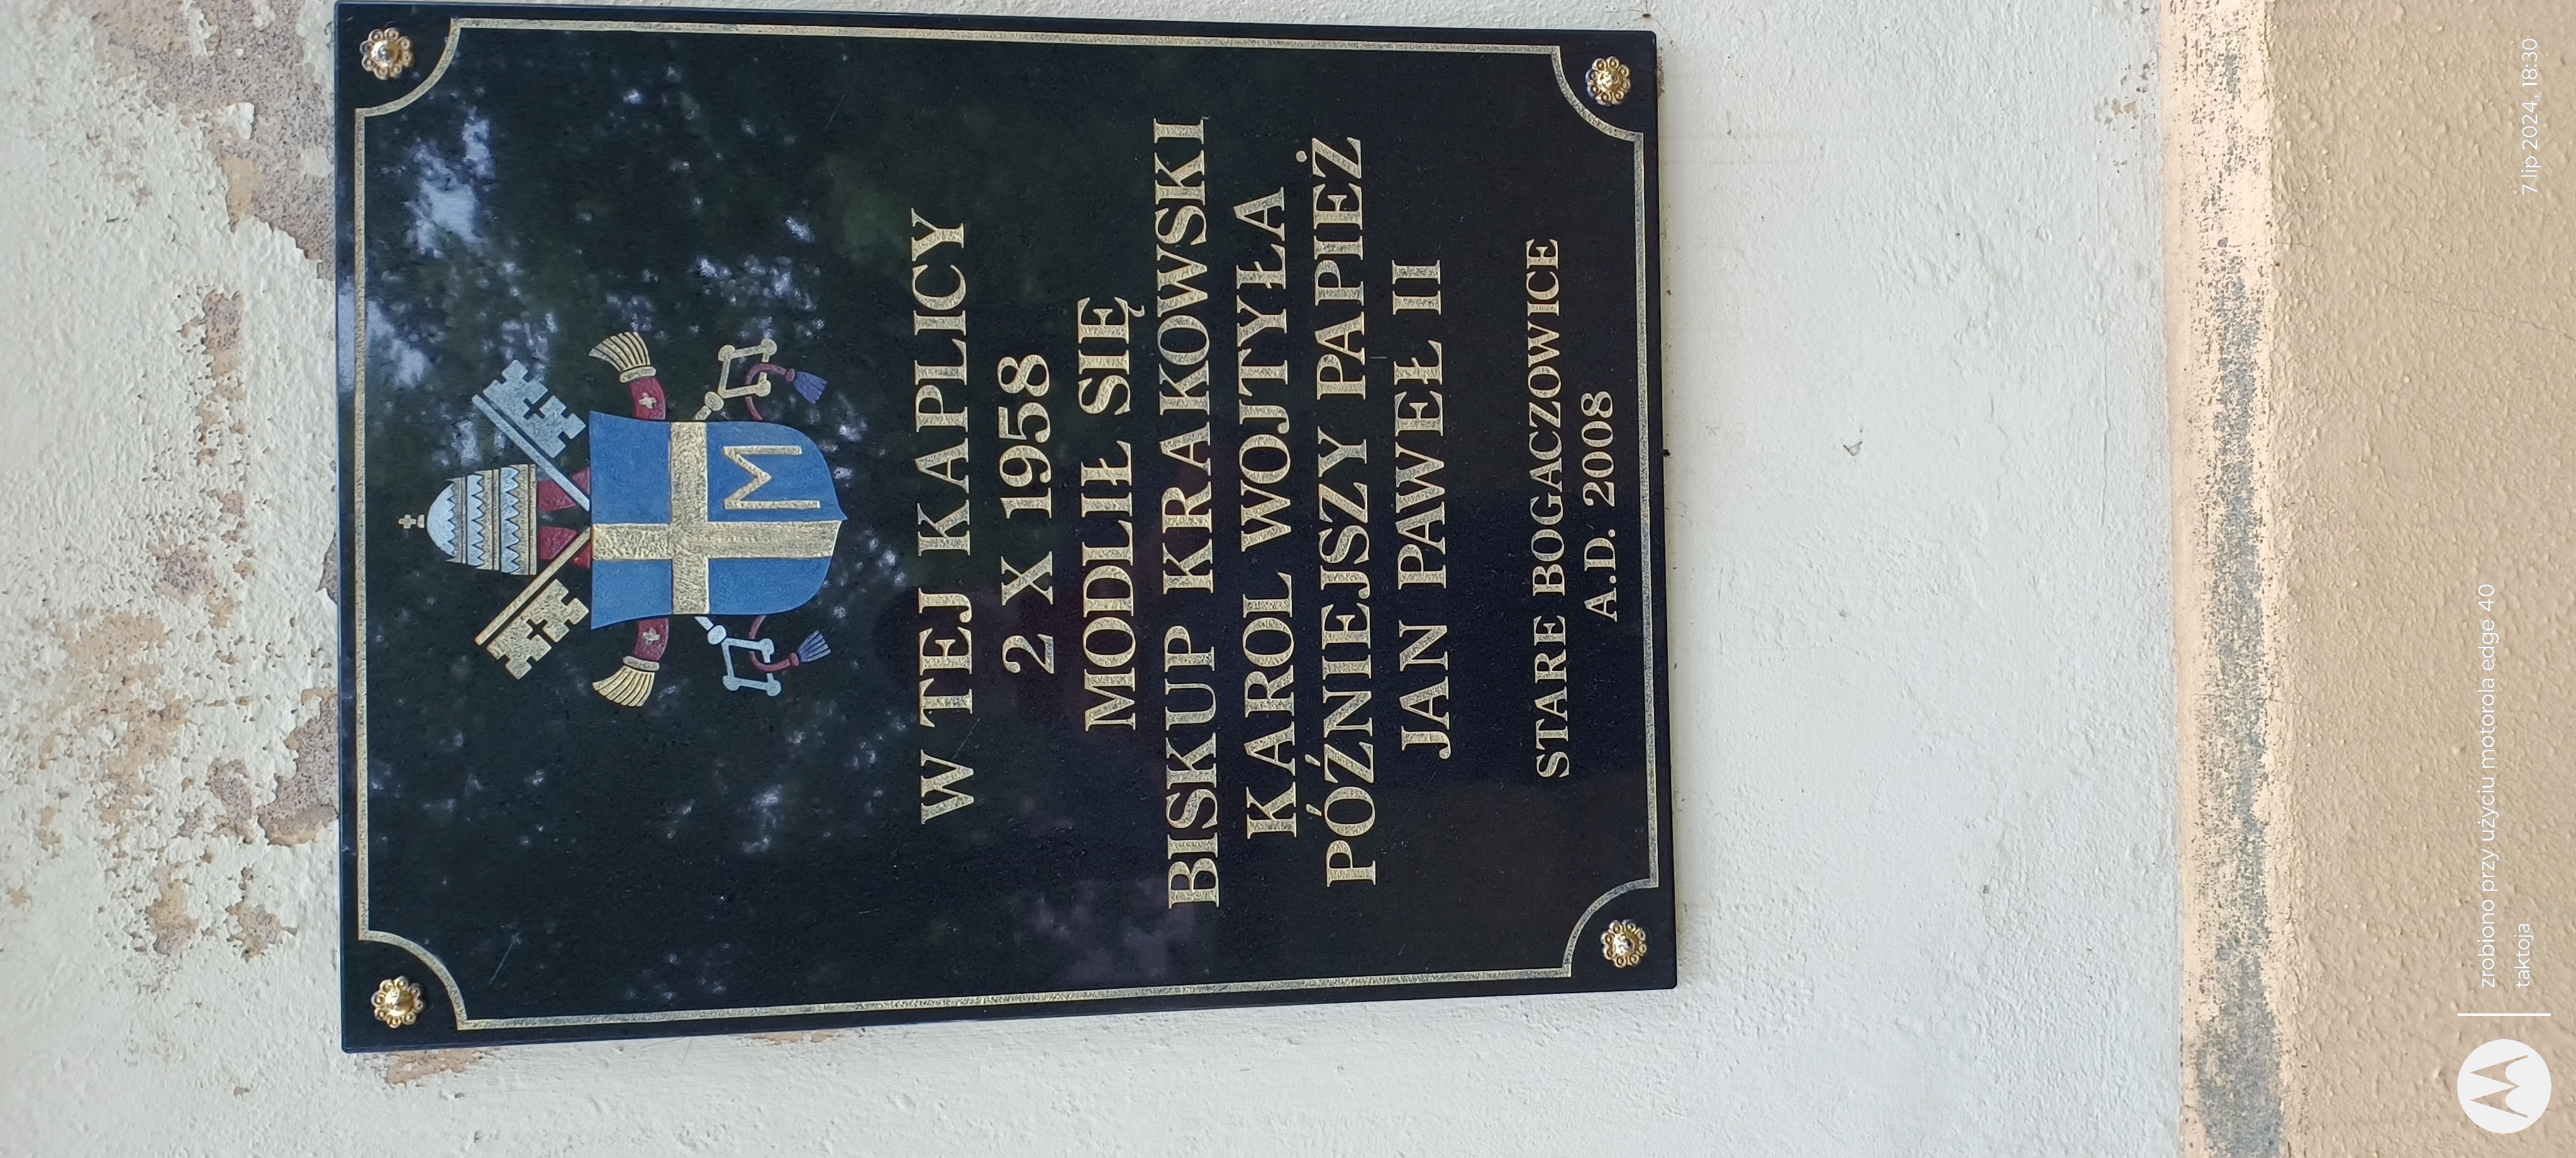 M
W TEJ KAPLICY
2 X 1958
MODLIŁ SIĘ
BISKUP KRAKOWSKI
KAROL WOJTYŁA
PÓŹNIEJSZY PAPIEŻ
JAN PAWEŁ II
STARE BOGACZOWICE
A.D. 2008
zrobiono przy użyciu motorola edge 40
taktoja
7 lip 2024, 18:30